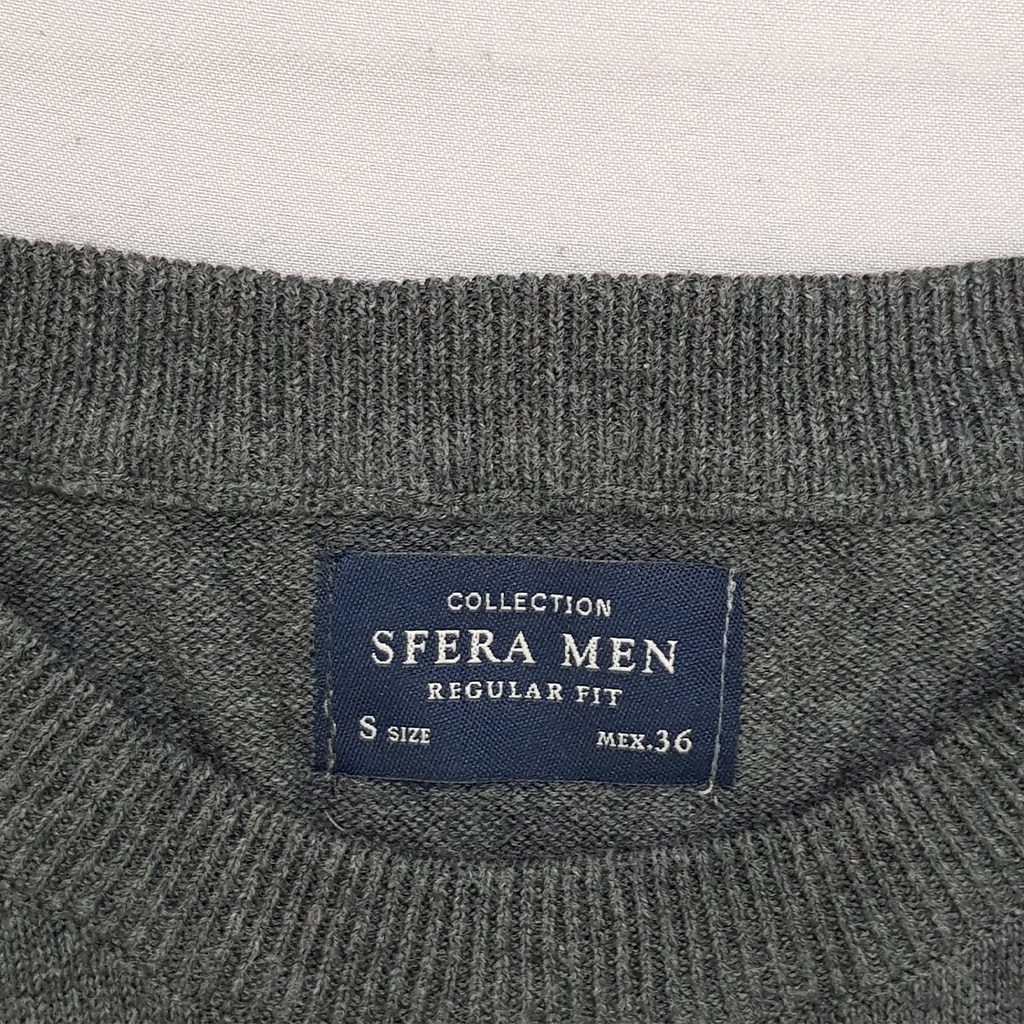 COLLECTION
SFERA MEN
REGULAR FIT
S SIZE MEX.36